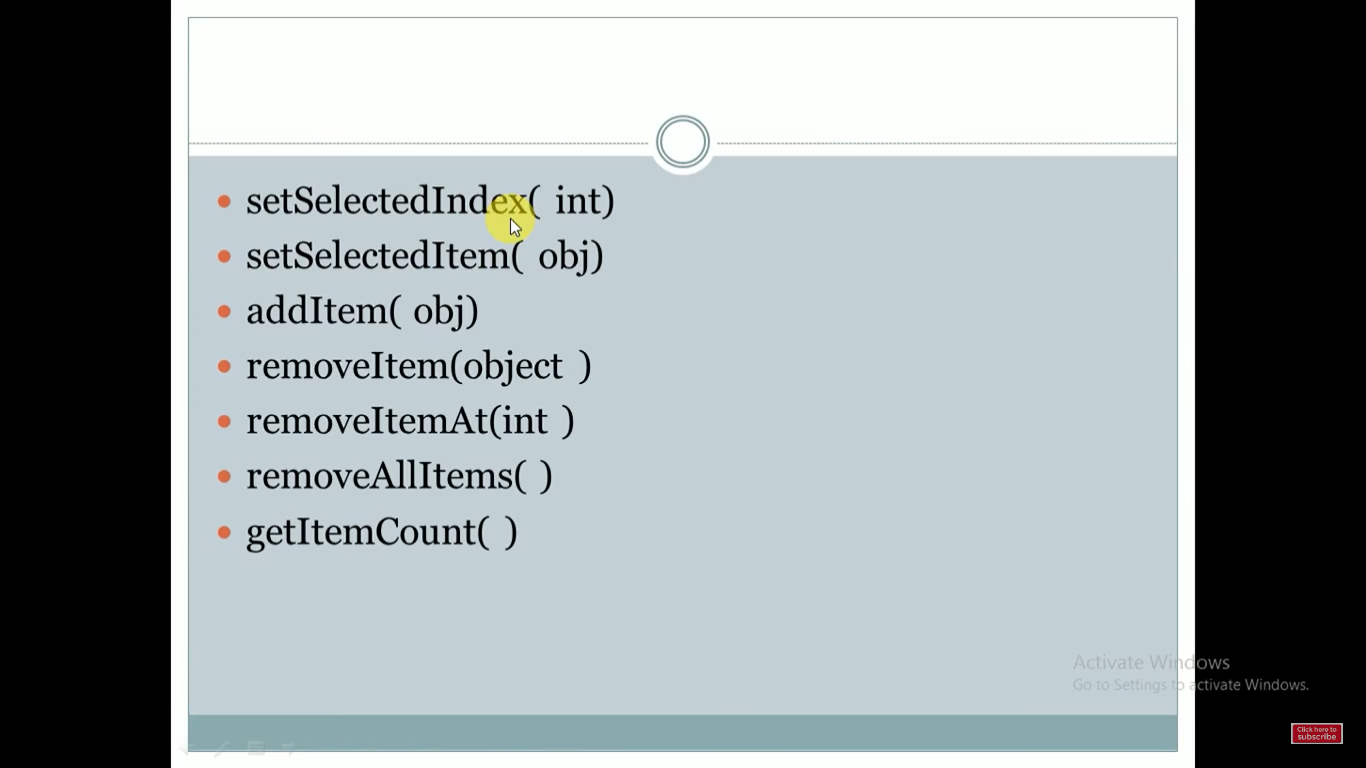 setSelectedIndex( int)
setSelectedItem( obj)
addItem( obj)
removeItem(object )
removeItemAt(int )
removeAllItems( )
getItemCount( )
Activate Windows
Go to Settings to activate Windows.
Click here to
subscribe